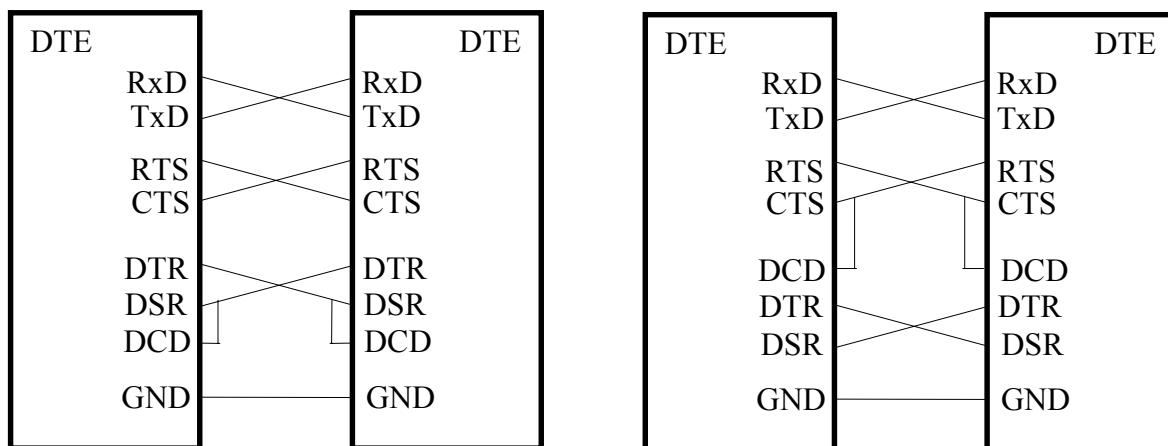 DTE DTE DTE DTE
RxD RxD RxD RxD
TxD TxD TxD TxD
RTS RTS RTS RTS
CTS CTS CTS CTS
DTR DTR DCD DCD
DSR DSR DTR DTR
DCD DCD DSR DSR
GND GND GND GND